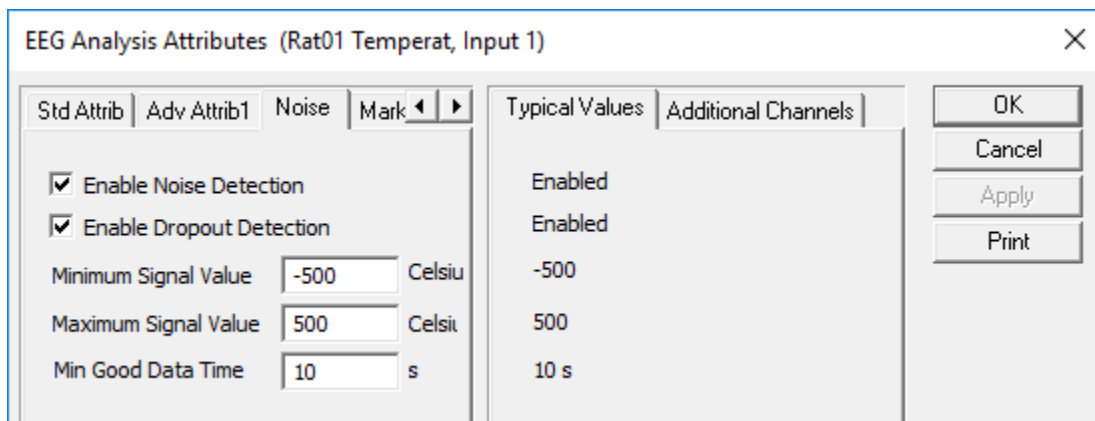 EEG Analysis Attributes (Rat01 Temperat, Input 1)
Std Attrib Adv Attrib1 Noise Mark
Typical Values Additional Channels
OK
Cancel
Apply
Print
Enable Noise Detection Enabled
Enable Dropout Detection Enabled
Minimum Signal Value -500 Celsiu -500
Maximum Signal Value 500 Celsiu 500
Min Good Data Time 10 s 10 s